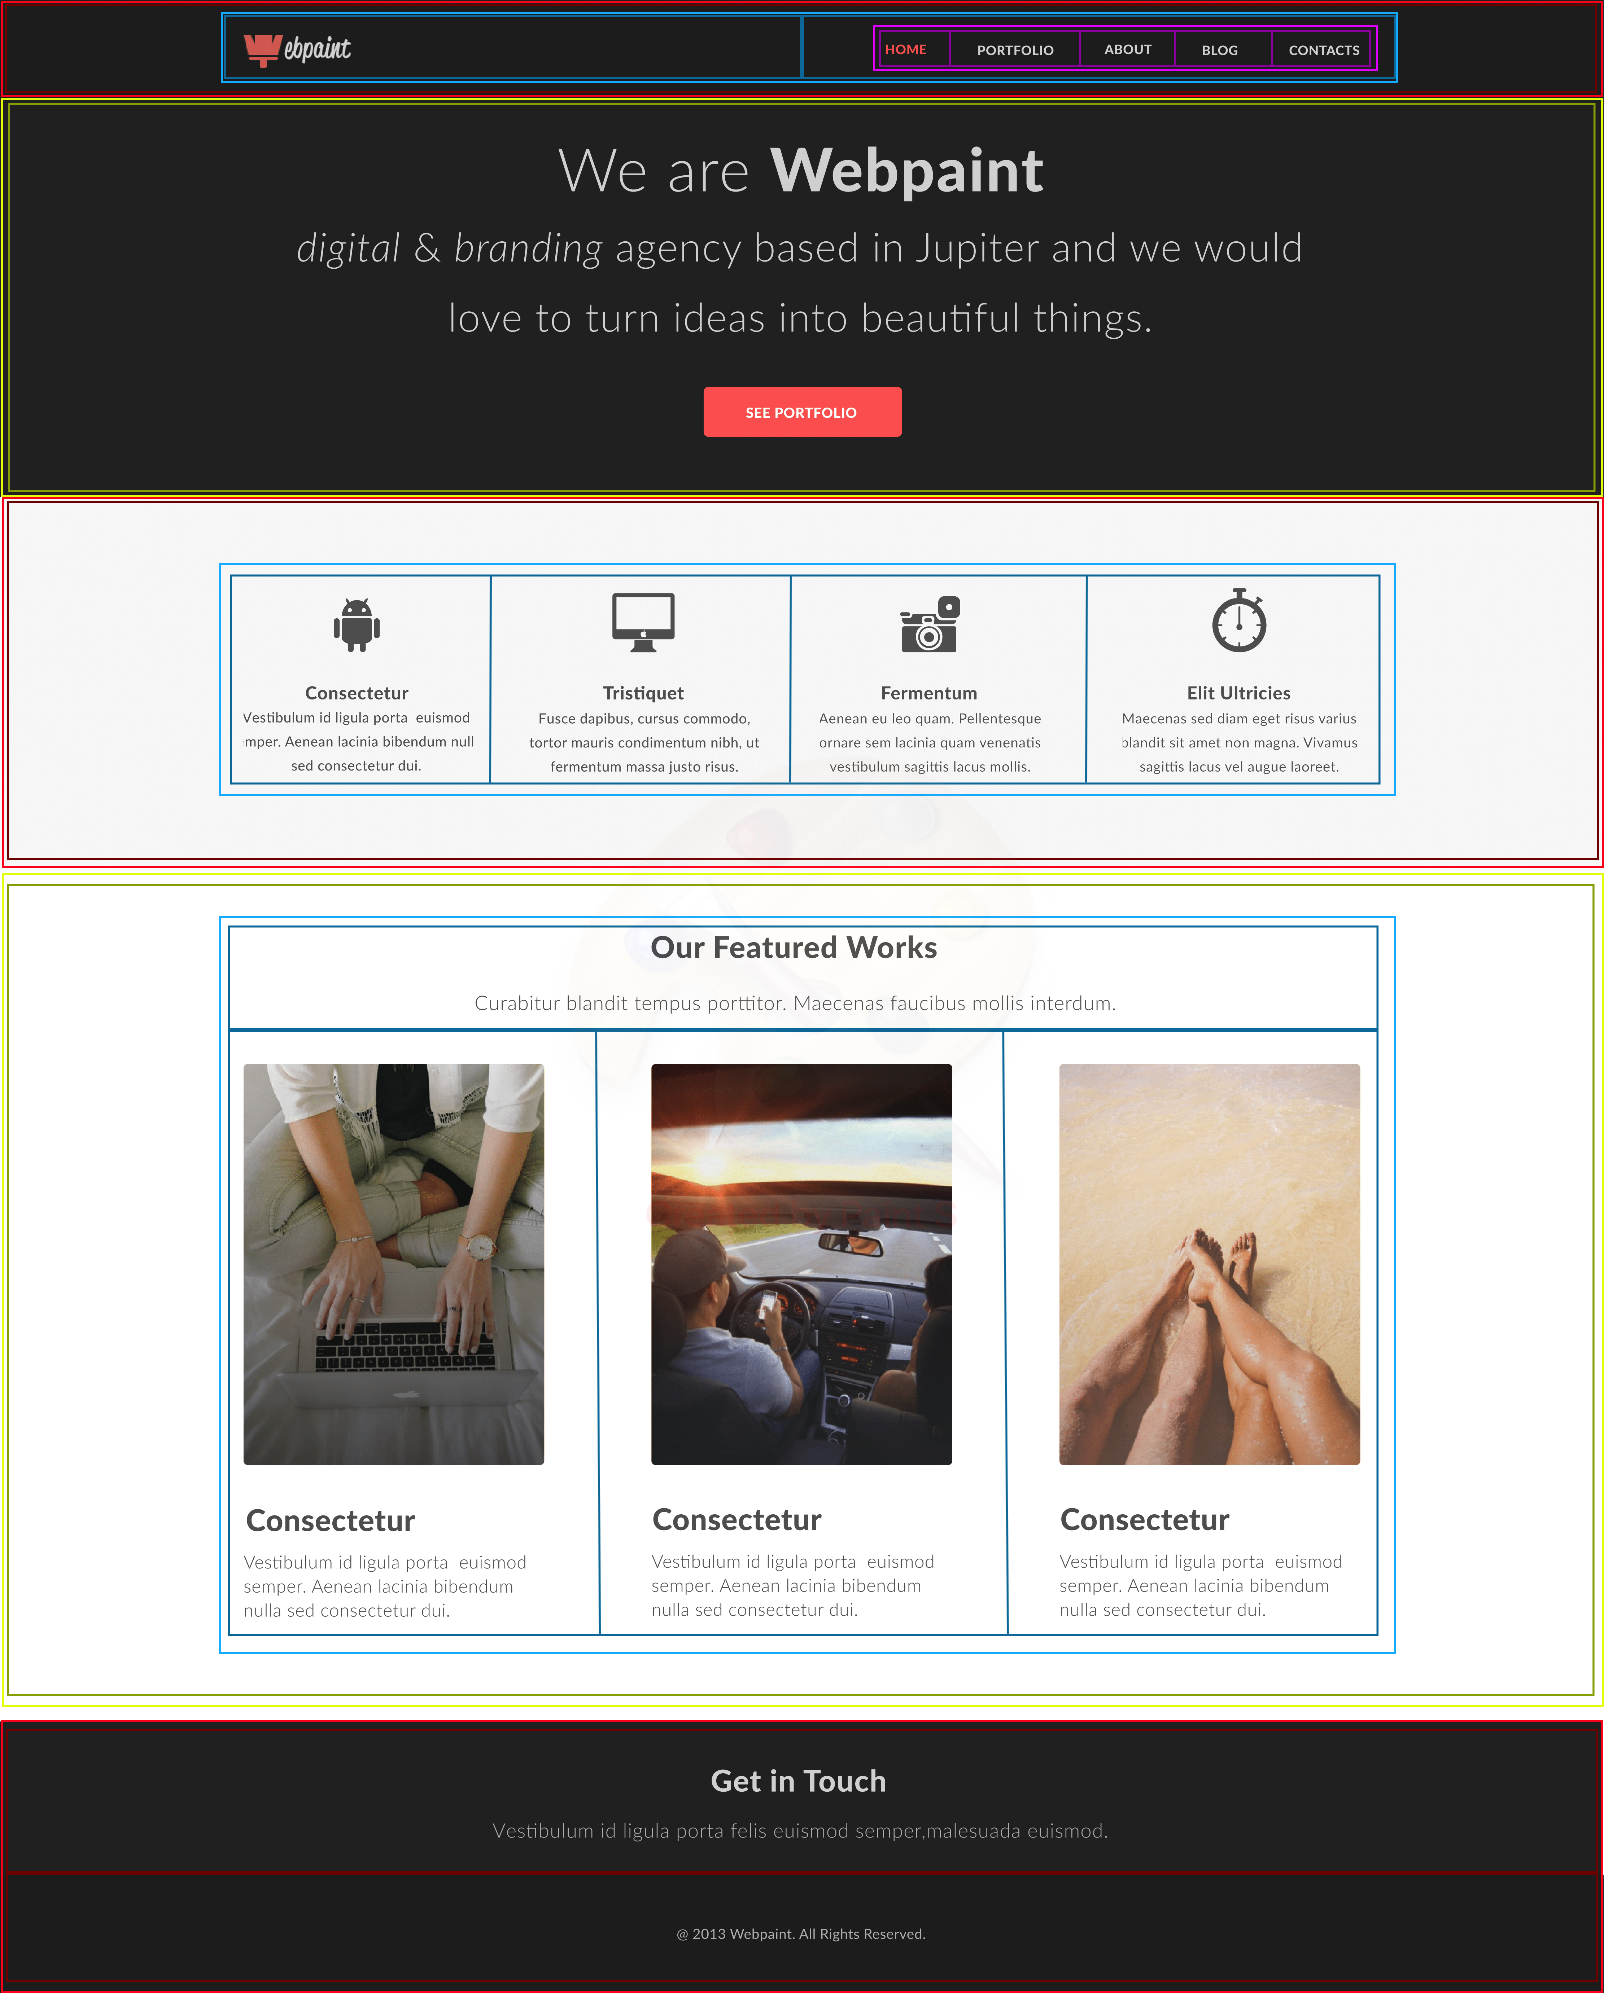 Webpaint
HOME PORTFOLIO ABOUT BLOG CONTACTS
We are Webpaint
digital & branding agency based in Jupiter and we would
love to turn ideas into beautiful things.
SEE PORTFOLIO
Consectetur
Vestibulum id ligula porta euismod
mper. Aenean lacinia bibendum null
sed consectetur dui.
Tristiquet
Fusce dapibus, cursus commodo,
tortor mauris condimentum nibh, ut
fermentum massa justo risus.
Fermentum
Aenean eu leo quam. Pellentesque
ornare sem lacinia quam venenatis
vestibulum sagittis lacus mollis.
Elit Ultricies
Maecenas sed diam eget risus varius
blandit sit amet non magna. Vivamus
sagittis lacus vel augue laoreet.
Our Featured Works
Curabitur blandit tempus porttitor. Maecenas faucibus mollis interdum.
Consectetur
Vestibulum id ligula porta euismod
semper. Aenean lacinia bibendum
nulla sed consectetur dui.
Consectetur
Vestibulum id ligula porta euismod
semper. Aenean lacinia bibendum
nulla sed consectetur dui.
Consectetur
Vestibulum id ligula porta euismod
semper. Aenean lacinia bibendum
nulla sed consectetur dui.
Get in Touch
Vestibulum id ligula porta felis euismod semper,malesuada euismod.
@ 2013 Webpaint. All Rights Reserved.